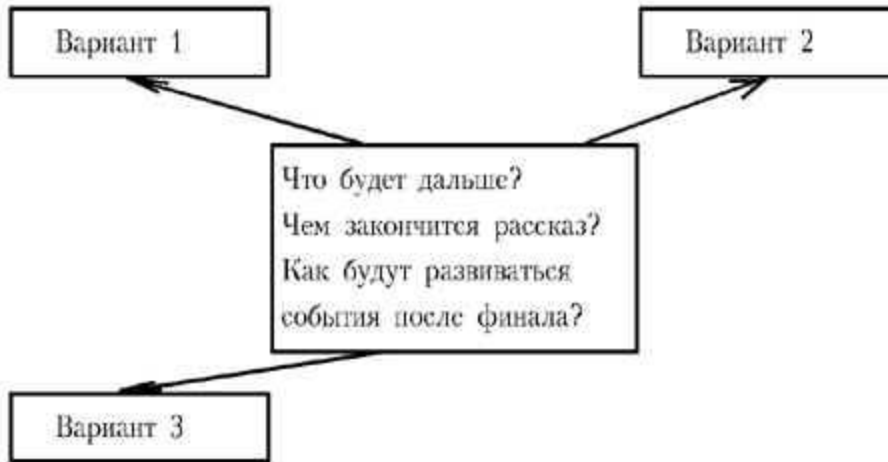 Вариант 1
Вариант 2
Что будет дальше?
Чем закончится рассказ?
Как будут развиваться
события после финала?
Вариант 3